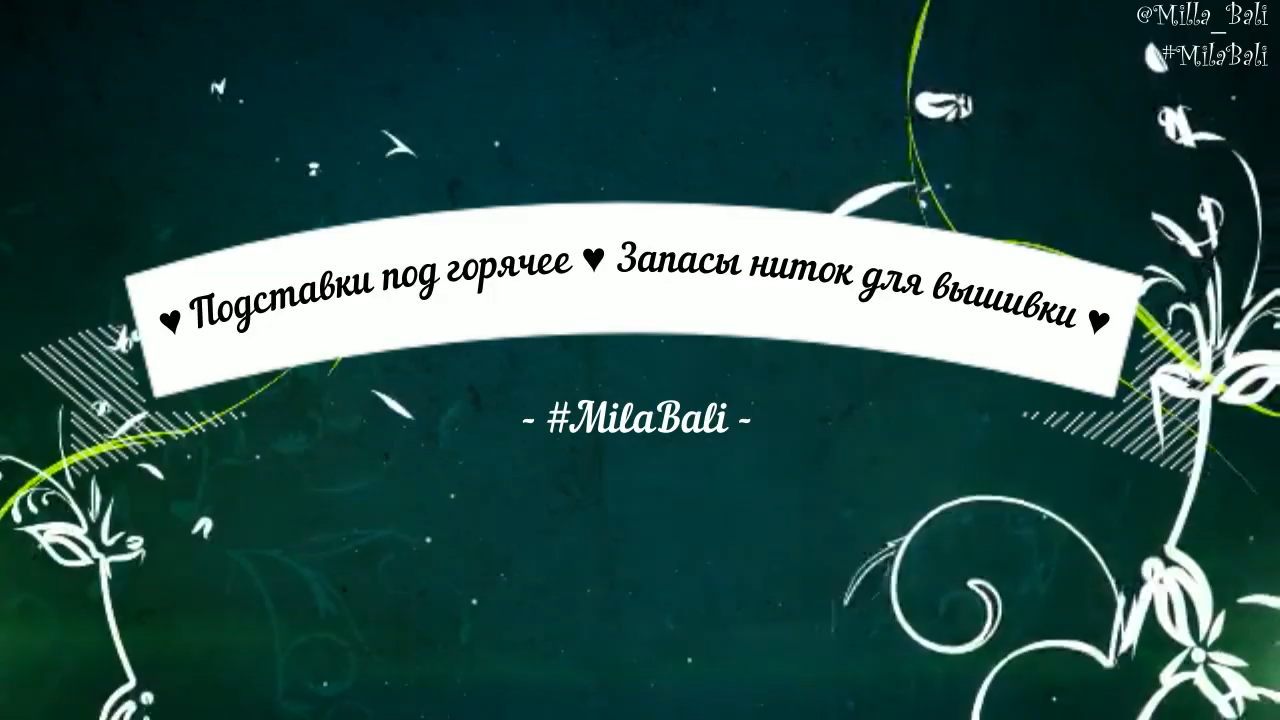 @Milla_Bali
#MilaBali
♥ Подставки под горячее ♥ Запасы ниток для вышивки ♥
- #MilaBali -